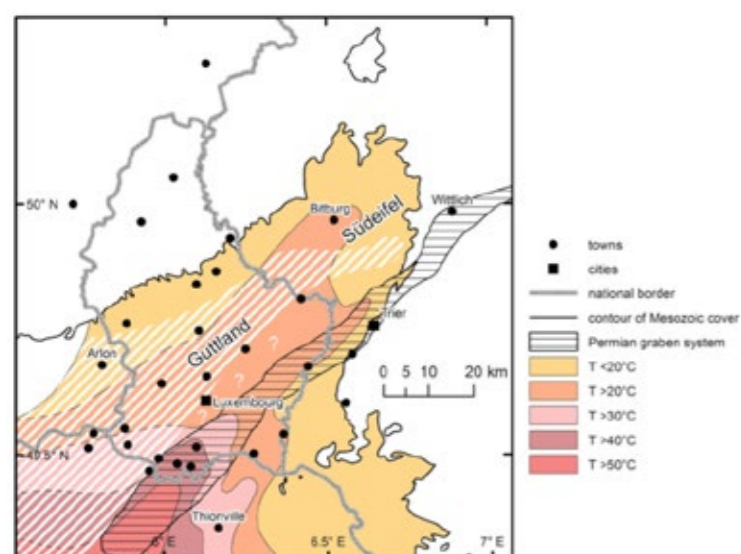 50° N
Bitburg
Südeifel
Wittlich
Trier
Arlon
Guttland
?
?
?
Luxembourg
0 5 10 20 km
49.5° N
Thionville
6° E
6.5° E
7° E
towns
cities
national border
contour of Mesozoic cover
Permian graben system
T <20°C
T >20°C
T >30°C
T >40°C
T >50°C